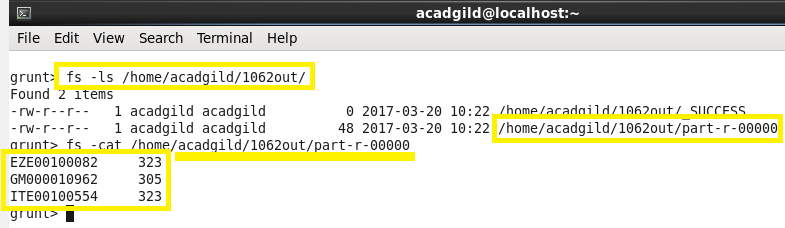 acadgild@localhost:~
File Edit View Search Terminal Help
grunt> fs -ls /home/acadgild/1062out/
Found 2 items
-rw-r--r--   1 acadgild acadgild          0 2017-03-20 10:22 /home/acadgild/1062out/_SUCCESS
-rw-r--r--   1 acadgild acadgild         48 2017-03-20 10:22 /home/acadgild/1062out/part-r-00000
grunt> fs -cat /home/acadgild/1062out/part-r-00000
EZE00100082     323
GM000010962     305
ITE00100554     323
grunt>